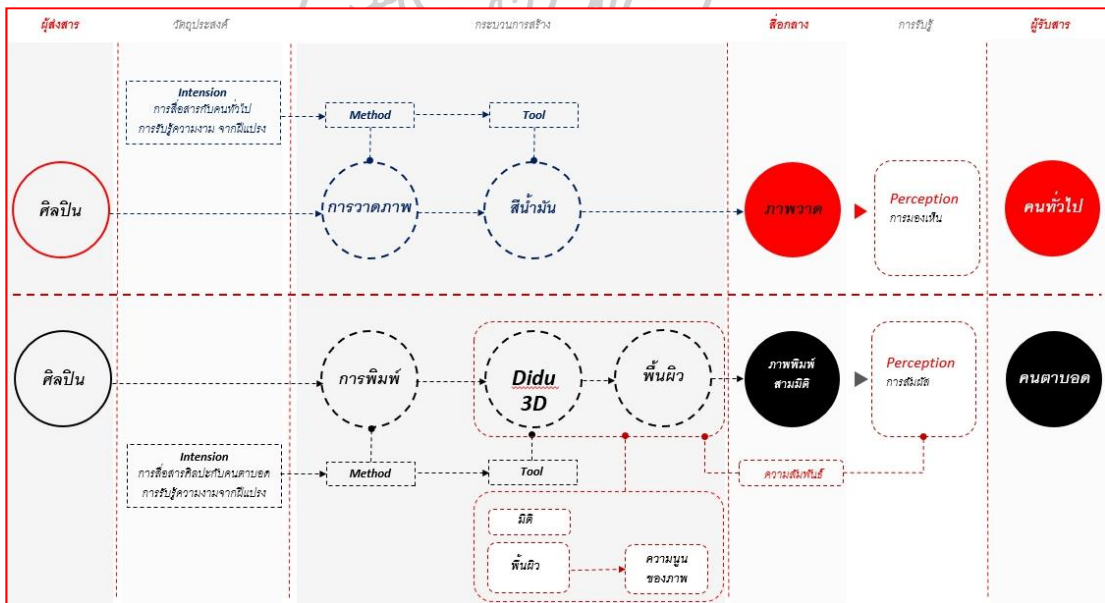 ผู้ส่งสาร
วัตถุประสงค์
กระบวนการสร้าง
สื่อกลาง
การรับรู้
ผู้รับสาร
Intension
การสื่อสารกับคนทั่วไป
การรับรู้ความงาม จากฝีแปรง
Method
Tool
ศิลปิน
การวาดภาพ
สีน้ำมัน
ภาพวาด
Perception
การมองเห็น
คนทั่วไป
ศิลปิน
การพิมพ์
Didu
3D
พื้นผิว
ภาพพิมพ์
สามมิติ
Perception
การสัมผัส
คนตาบอด
Intension
การสื่อสารศิลปะกับคนตาบอด
การรับรู้ความงามจากฝีแปรง
Method
Tool
ความสัมพันธ์
มิติ
พื้นผิว
ความนูน
ของภาพ